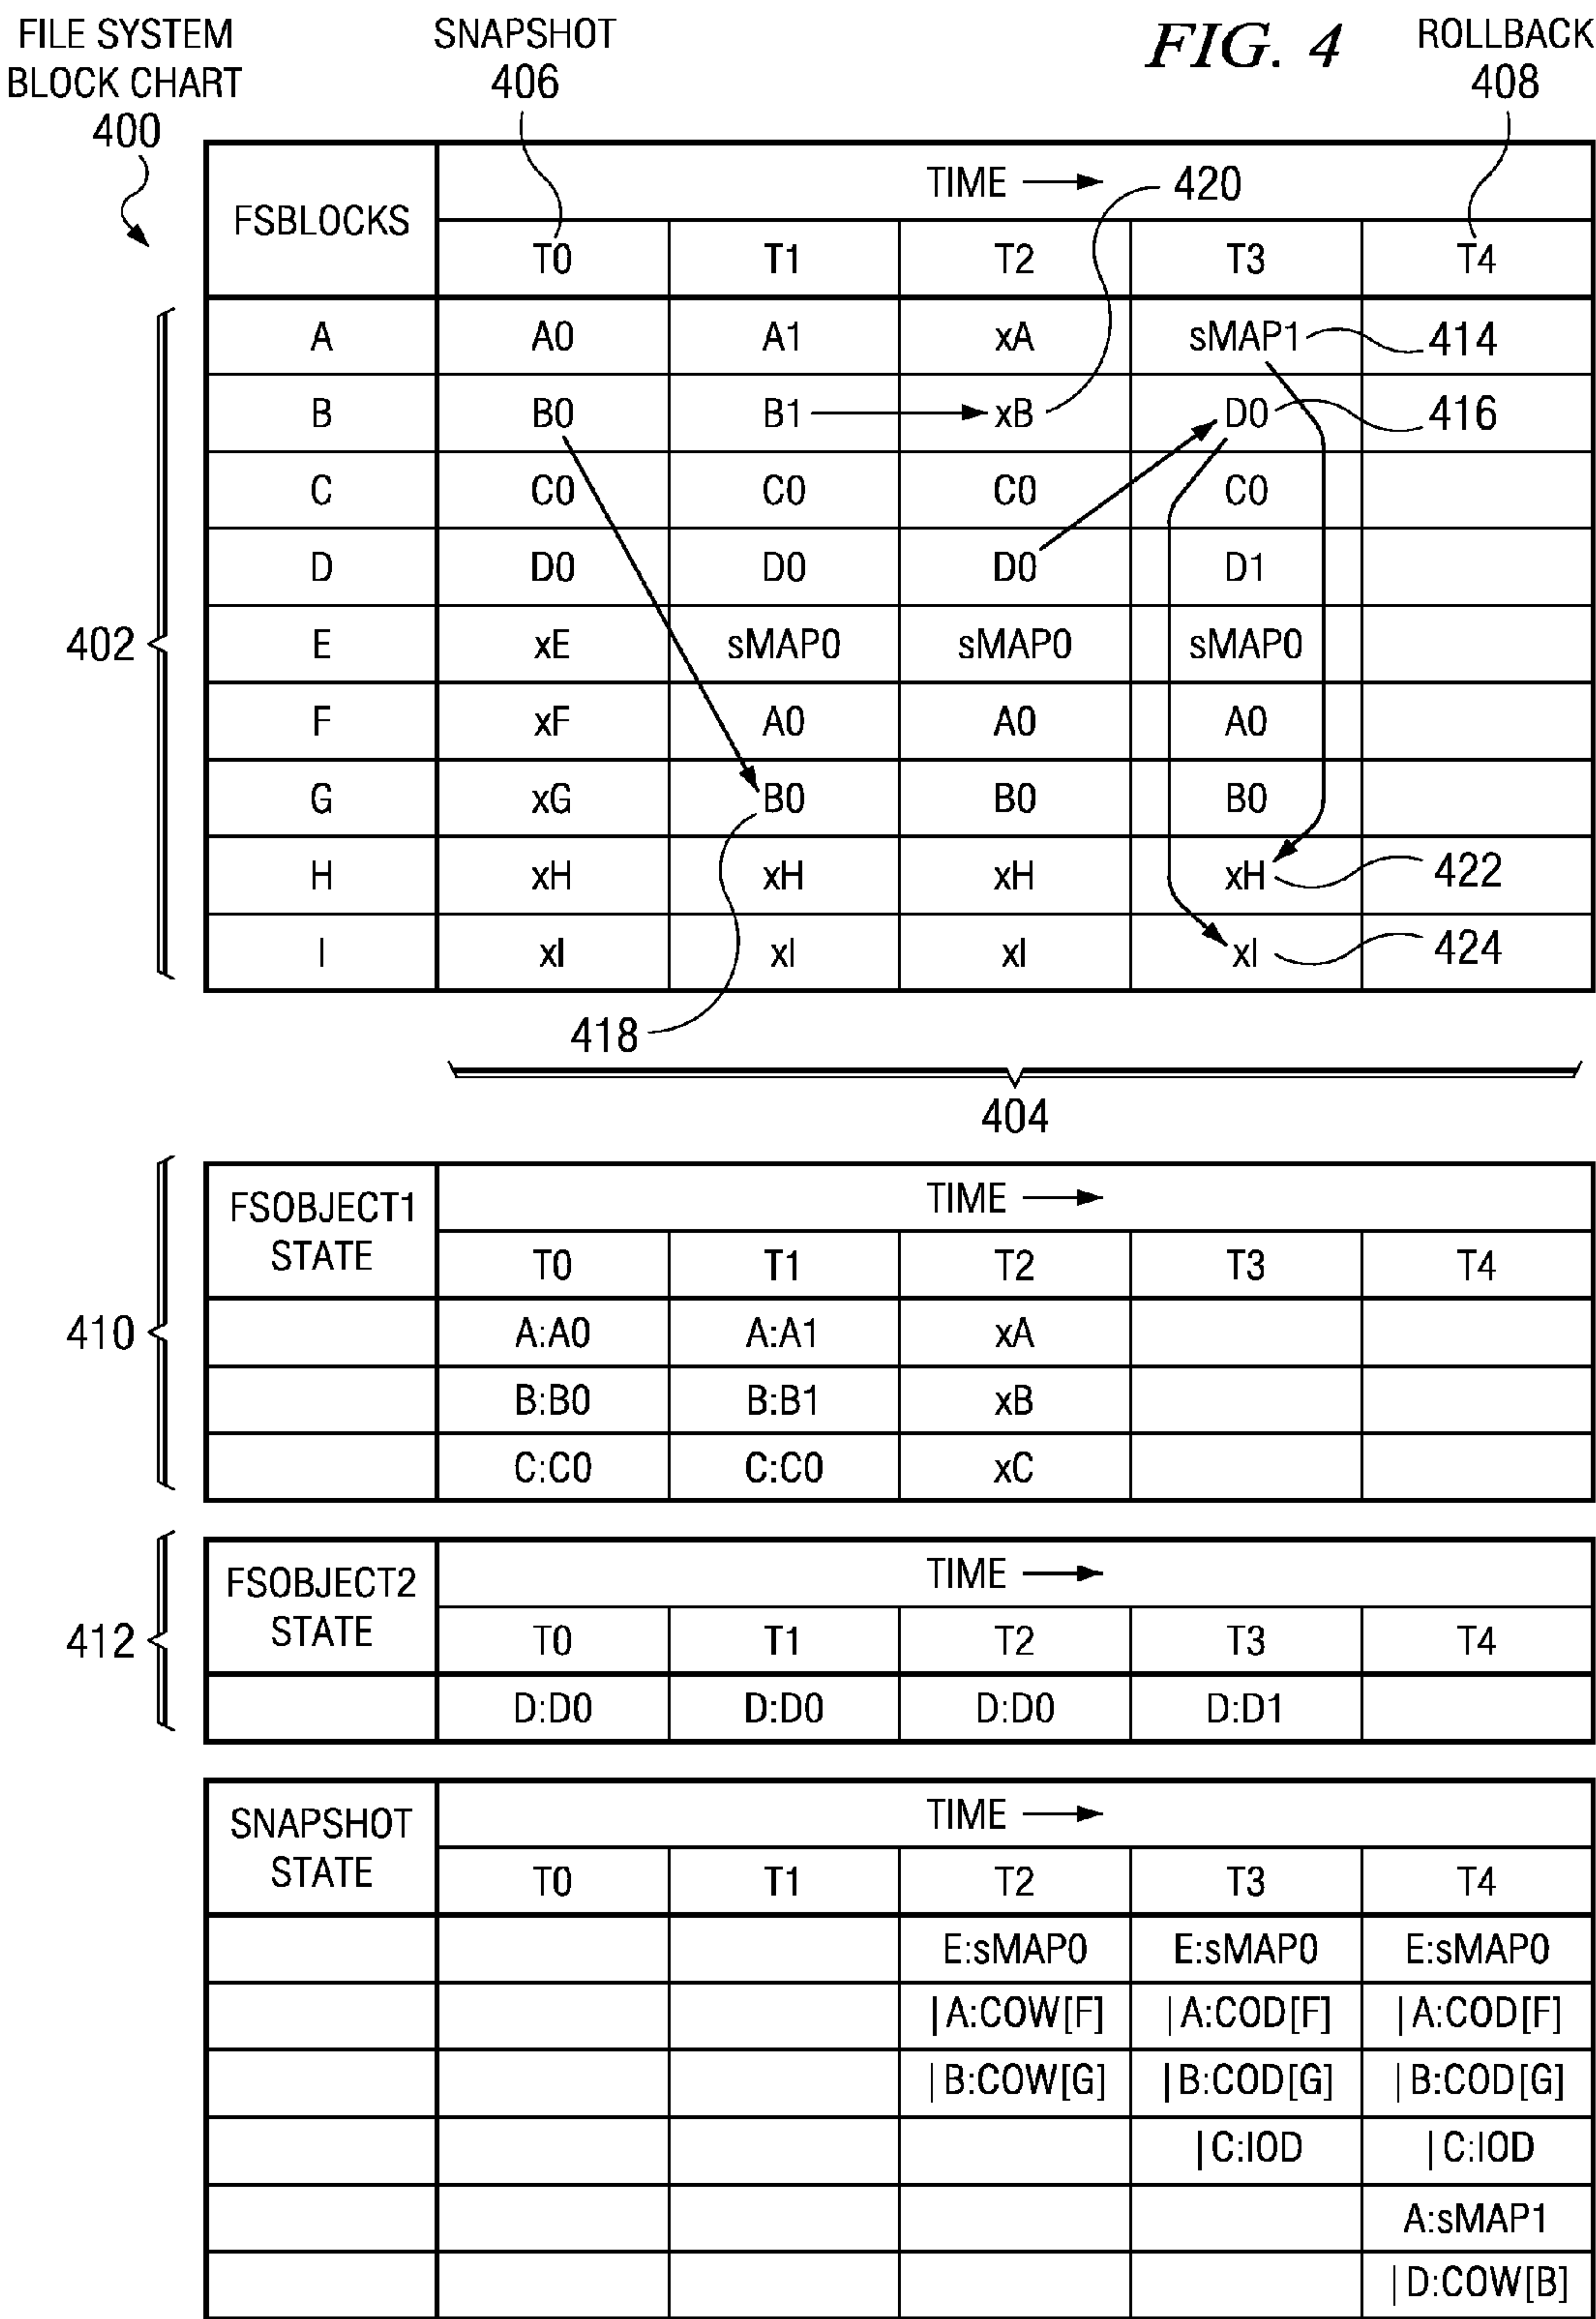 FILE SYSTEM
BLOCK CHART
400
SNAPSHOT
406
FIG. 4
ROLLBACK
408
FSBLOCKS
TIME
420
T0 T1 T2 T3 T4
A A0 A1 xA sMAP1 414
B B0 B1 xB D0 416
C C0 C0 C0 C0
D D0 D0 D0 D1
402
E xE sMAP0 sMAP0 sMAP0
F xF A0 A0 A0
G xG B0 B0 B0
H xH xH xH xH 422
I xI xI xI xI 424
418
404
410
FSOBJECT1
STATE
TIME
T0 T1 T2 T3 T4
A:A0 A:A1 xA
B:B0 B:B1 xB
C:C0 C:C0 xC
412
FSOBJECT2
STATE
TIME
T0 T1 T2 T3 T4
D:D0 D:D0 D:D0 D:D1
SNAPSHOT
STATE
TIME
T0 T1 T2 T3 T4
E:sMAP0 E:sMAP0 E:sMAP0
|A:COW[F] |A:COD[F] |A:COD[F]
|B:COW[G] |B:COD[G] |B:COD[G]
|C:IOD |C:IOD
A:sMAP1
|D:COW[B]